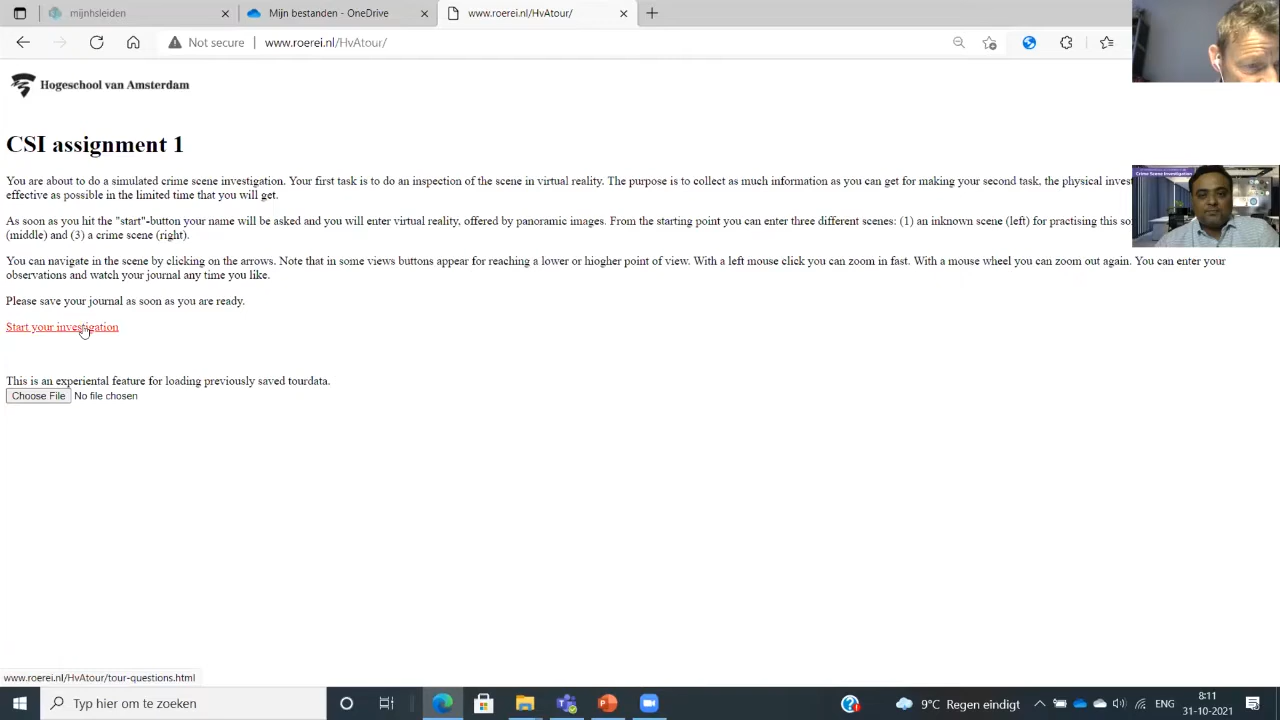 mijnhsleiden
Mijn bestanden - OneDrive
www.roerei.nl/HvAtour/
Not secure
www.roerei.nl/HvAtour/
Hogeschool van Amsterdam
CSI assignment 1
You are about to do a simulated crime scene investigation. Your first task is to do an inspection of the scene in virtual reality. The purpose is to collect as much information as you can get for making your second task, the physical invest
effective as possible in the limited time that you will get.
As soon as you hit the "start"-button your name will be asked and you will enter virtual reality, offered by panoramic images. From the starting point you can enter three different scenes: (1) an inknown scene (left) for practising this so
(middle) and (3) a crime scene (right).
You can navigate in the scene by clicking on the arrows. Note that in some views buttons appear for reaching a lower or hiogher point of view. With a left mouse click you can zoom in fast. With a mouse wheel you can zoom out again. You can enter your
observations and watch your journal any time you like.
Please save your journal as soon as you are ready.
Start your investigation
This is an experiental feature for loading previously saved tourdata.
Choose File No file chosen
Crime Scene Investigation
www.roerei.nl/HvAtour/tour-questions.html
Typ hier om te zoeken
9°C Regen eindigt
ENG
8:11
31-10-2021